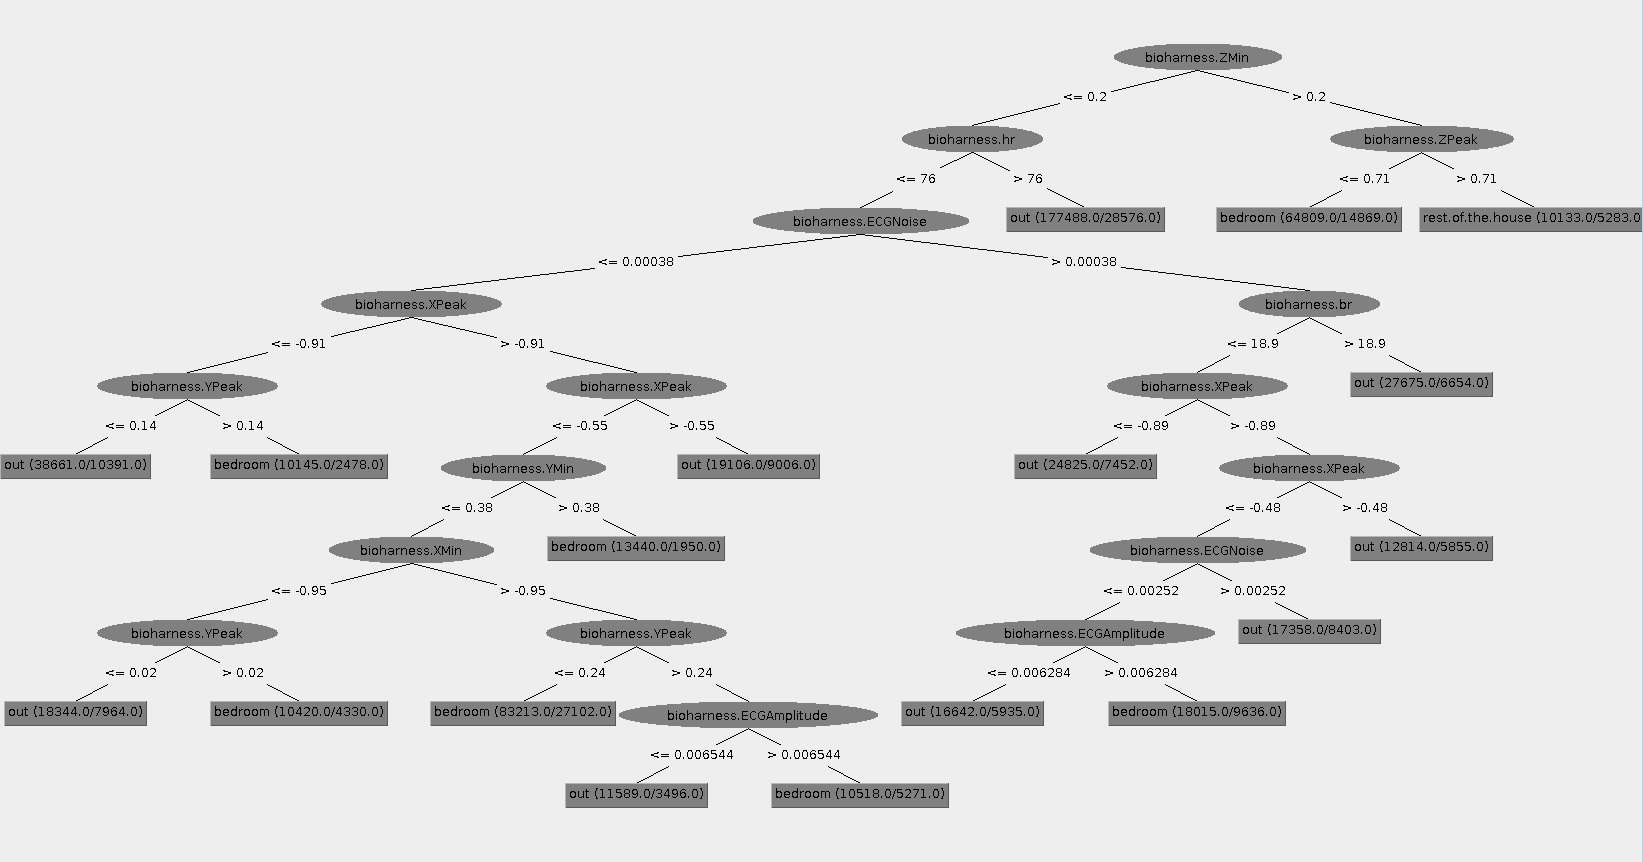 bioharness.ZMin
<= 0.2
> 0.2
bioharness.hr
bioharness.ZPeak
<= 76
> 76
<= 0.71
> 0.71
bioharness.ECGNoise
out (177488.0/28576.0)
bedroom (64809.0/14869.0)
rest.of.the.house (10133.0/5283.0
<= 0.00038
> 0.00038
bioharness.XPeak
bioharness.br
<= -0.91
> -0.91
<= 18.9
> 18.9
bioharness.YPeak
bioharness.XPeak
bioharness.XPeak
out (27675.0/6654.0)
<= 0.14
> 0.14
<= -0.55
> -0.55
<= -0.89
> -0.89
out (38661.0/10391.0)
bedroom (10145.0/2478.0)
bioharness.YMin
out (19106.0/9006.0)
out (24825.0/7452.0)
bioharness.XPeak
<= 0.38
> 0.38
<= -0.48
> -0.48
bioharness.XMin
bedroom (13440.0/1950.0)
bioharness.ECGNoise
out (12814.0/5855.0)
<= -0.95
> -0.95
<= 0.00252
> 0.00252
bioharness.YPeak
bioharness.YPeak
bioharness.ECGAmplitude
out (17358.0/8403.0)
<= 0.02
> 0.02
<= 0.24
> 0.24
<= 0.006284
> 0.006284
out (18344.0/7964.0)
bedroom (10420.0/4330.0)
bedroom (83213.0/27102.0)
bioharness.ECGAmplitude
out (16642.0/5935.0)
bedroom (18015.0/9636.0)
<= 0.006544
> 0.006544
out (11589.0/3496.0)
bedroom (10518.0/5271.0)